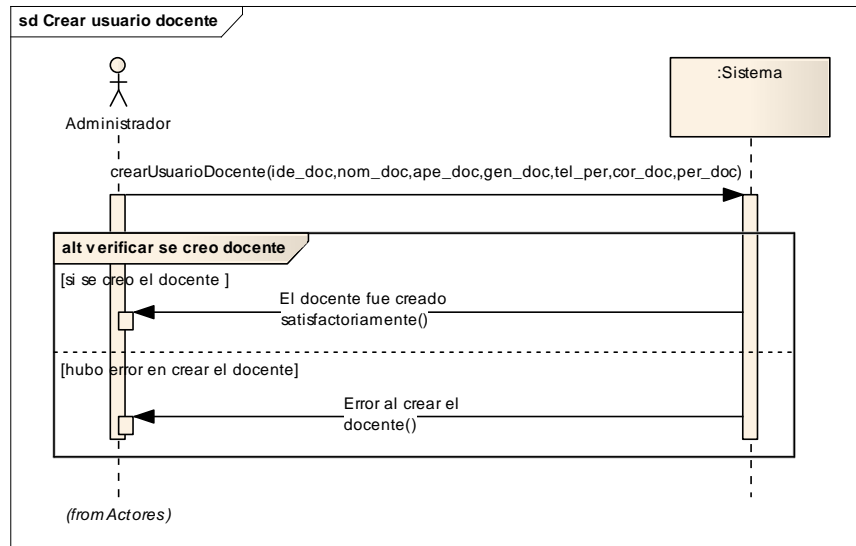 sd Crear usuario docente
Administrador
:Sistema
crearUsuarioDocente(ide_doc,nom_doc,ape_doc,gen_doc,tel_per,cor_doc,per_doc)
alt verificar se creo docente
[si se creo el docente ]
El docente fue creado
satisfactoriamente()
[hubo error en crear el docente]
Error al crear el
docente()
(from Actores)